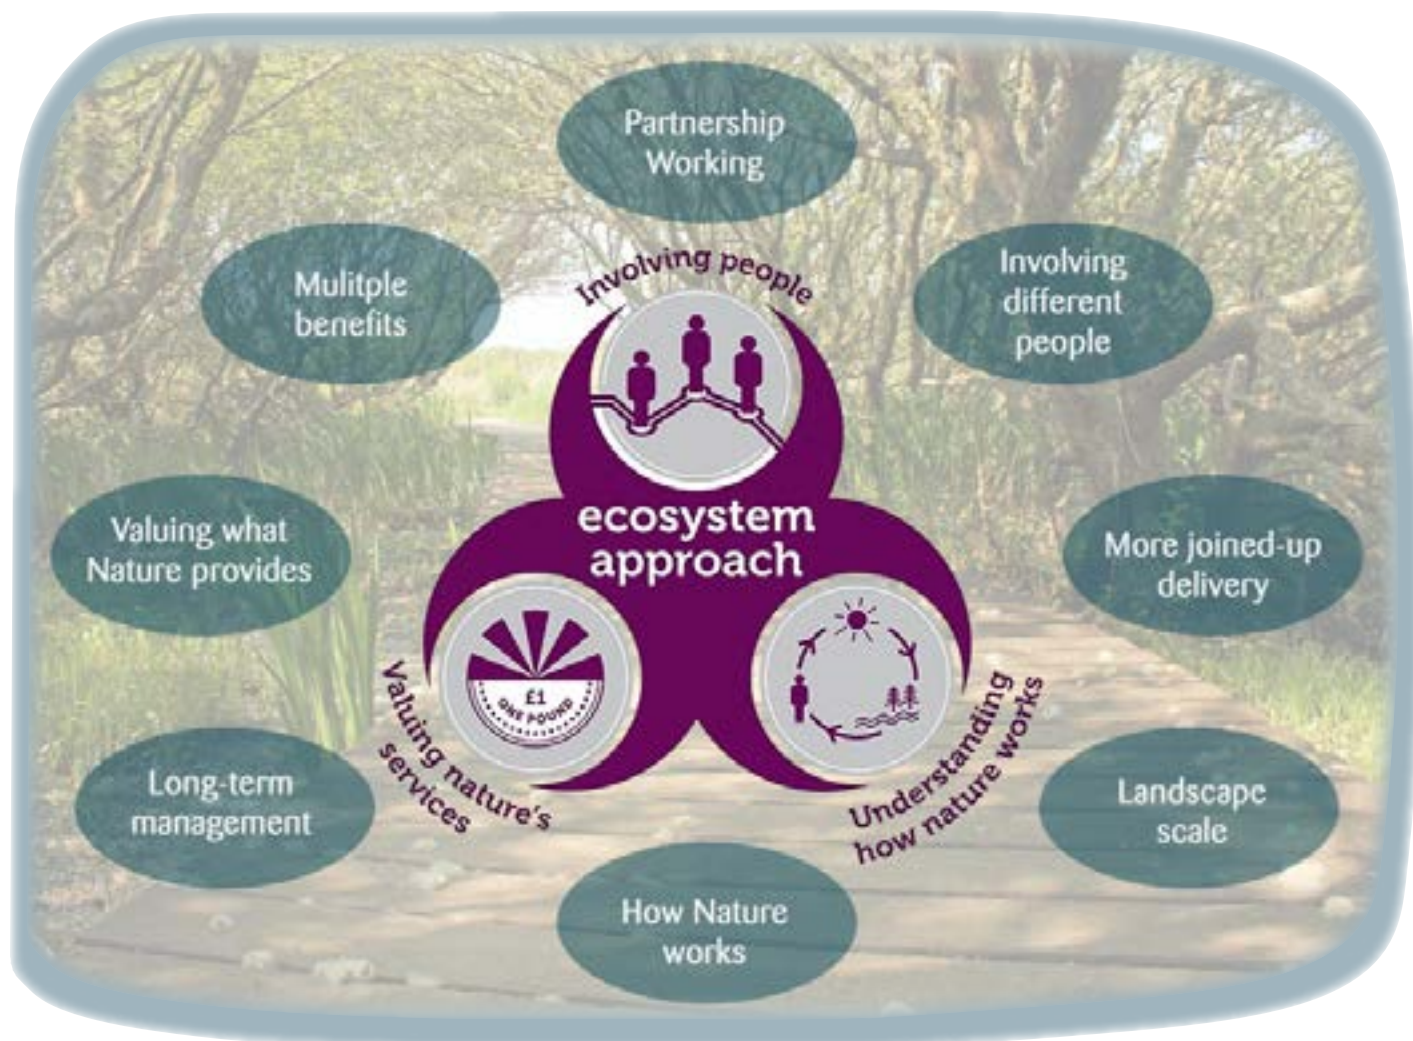 Partnership
Working
Mulitple
benefits
Involving people
Involving
different
people
ecosystem
approach
Valuing what
Nature provides
More joined-up
delivery
£1
ONE POUND
Valuing nature's
services
Understanding
how nature works
Long-term
management
Landscape
scale
How Nature
works